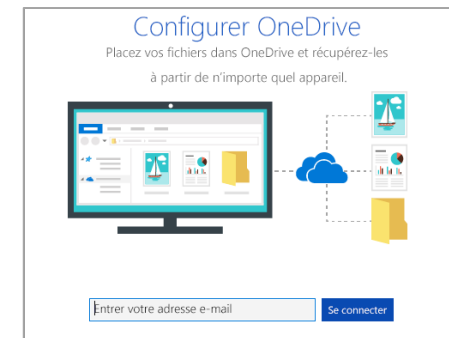 Configurer OneDrive
Placez vos fichiers dans OneDrive et récupérez-les
à partir de n'importe quel appareil.
Entrer votre adresse e-mail
Se connecter